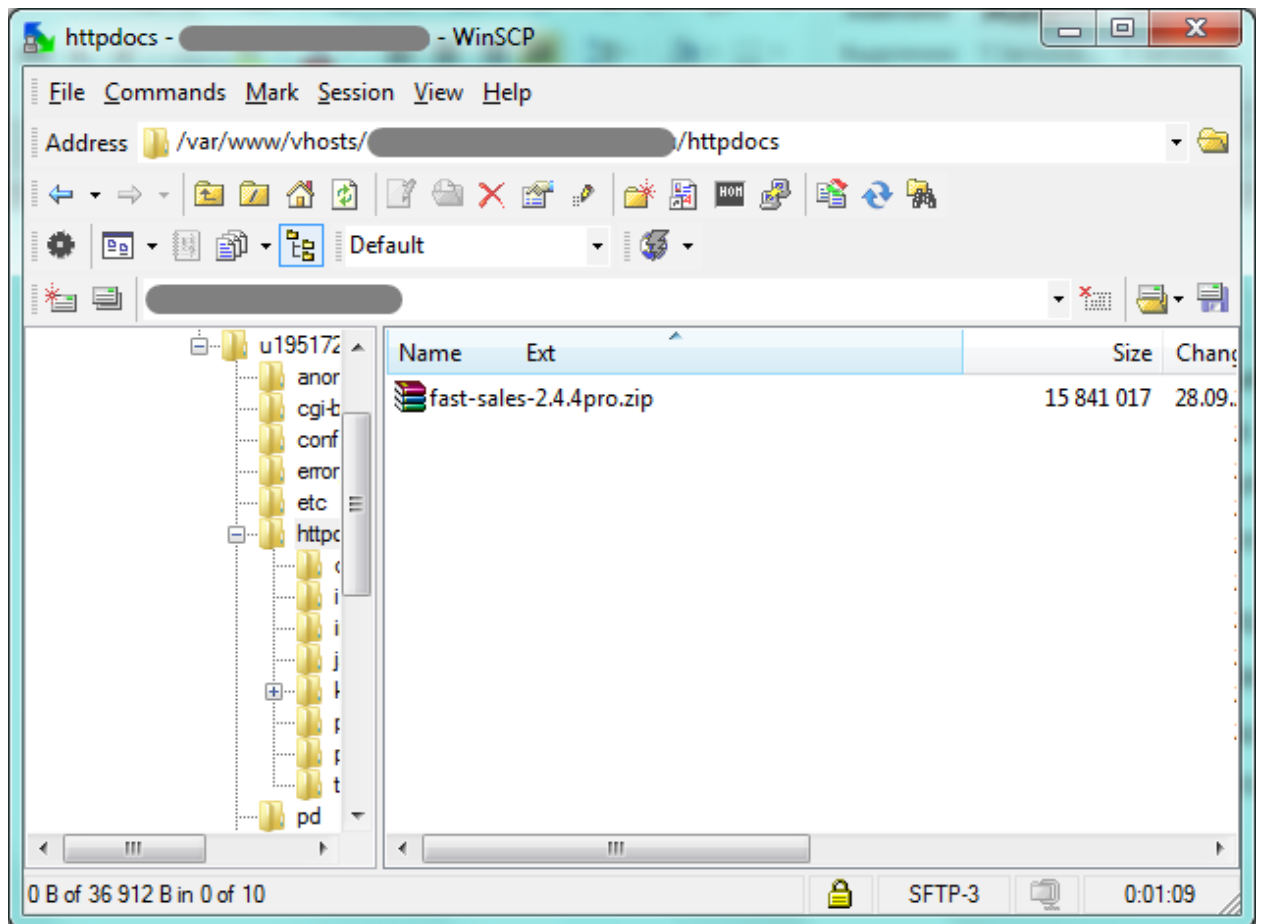 httpdocs - - WinSCP
File Commands Mark Session View Help
Address /var/www/vhosts/ /httpdocs
Default
u195172
Name Ext Size Chang
anor
fast-sales-2.4.4pro.zip 15 841 017 28.09.
cgi-b
conf
error
etc
httpd
i
j
k
p
p
t
pd
0 B of 36 912 B in 0 of 10 SFTP-3 0:01:09